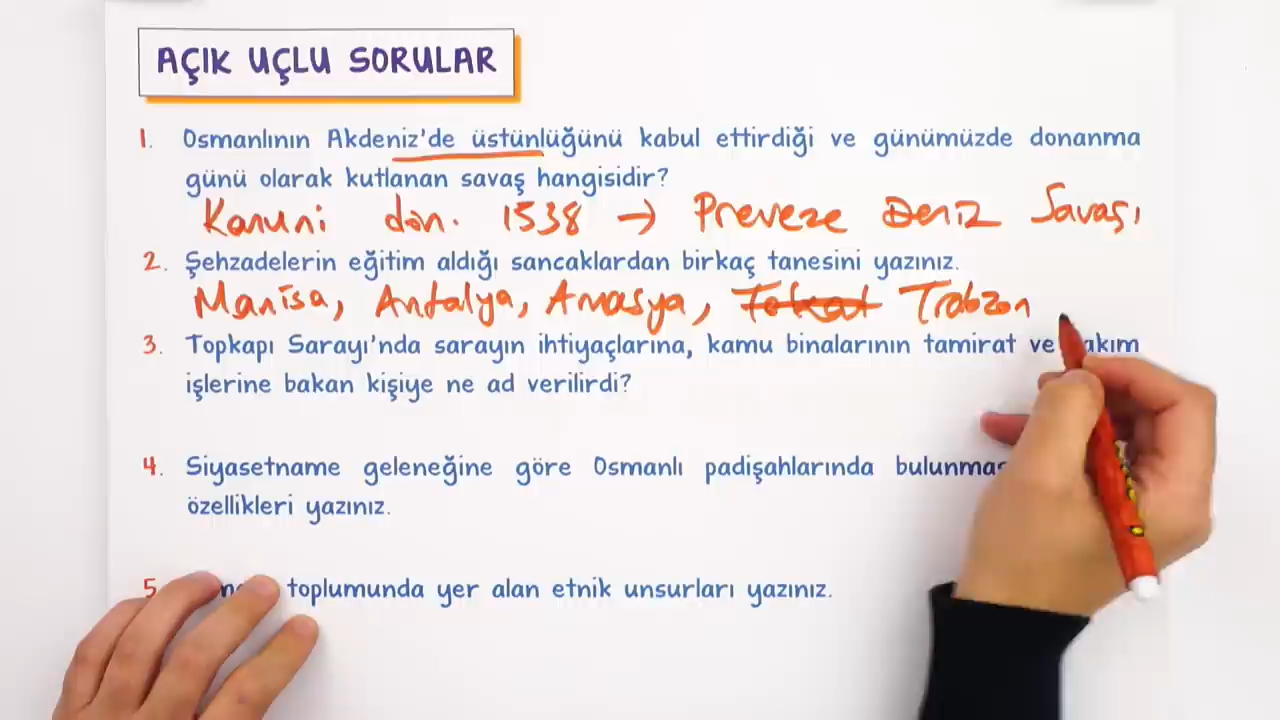 AÇIK UÇLU SORULAR
1. Osmanlının Akdeniz'de üstünlüğünü kabul ettirdiği ve günümüzde donanma
günü olarak kutlanan savaş hangisidir?
Kanuni dön. 1538 → Preveze Deniz Savaşı
2. Şehzadelerin eğitim aldığı sancaklardan birkaç tanesini yazınız.
Manisa, Antalya, Amasya, Tokat Trabzon
3. Topkapı Sarayı'nda sarayın ihtiyaçlarına, kamu binalarının tamirat ve akım
işlerine bakan kişiye ne ad verilirdi?
4. Siyasetname geleneğine göre Osmanlı padişahlarında bulunmas
özellikleri yazınız.
5. toplumunda yer alan etnik unsurları yazınız.